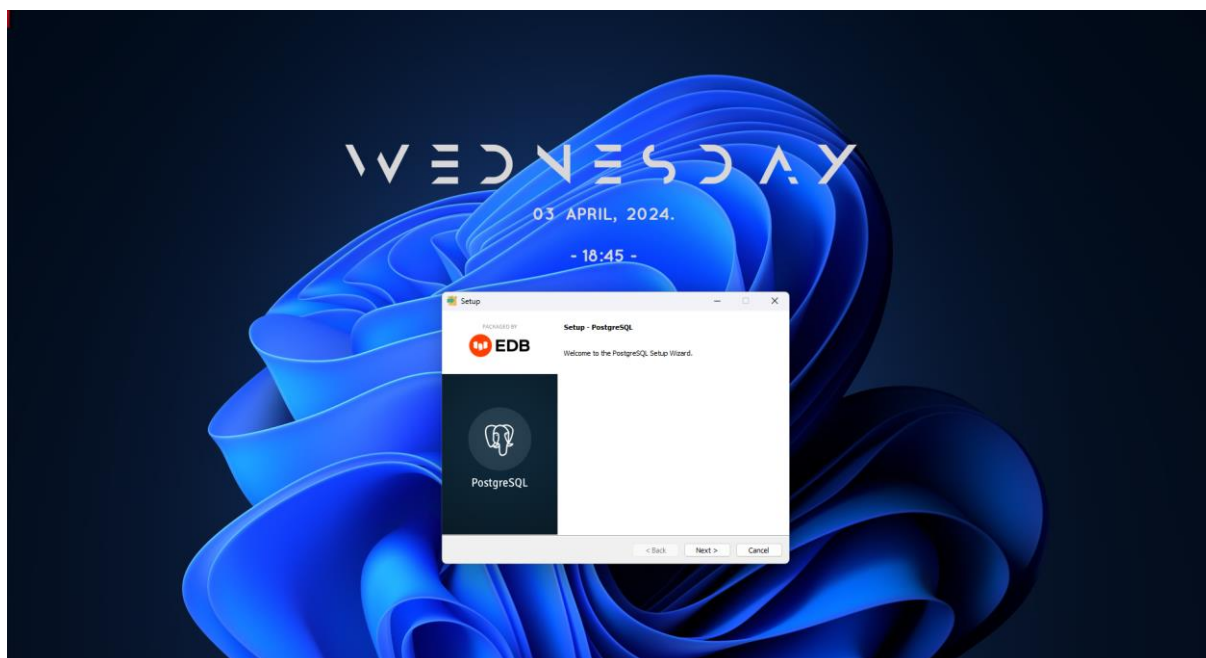 WEDNESDAY
03 APRIL, 2024.
- 18:45 -
Setup
PACKAGED BY
EDB
Setup - PostgreSQL
Welcome to the PostgreSQL Setup Wizard.
PostgreSQL
< Back
Next >
Cancel